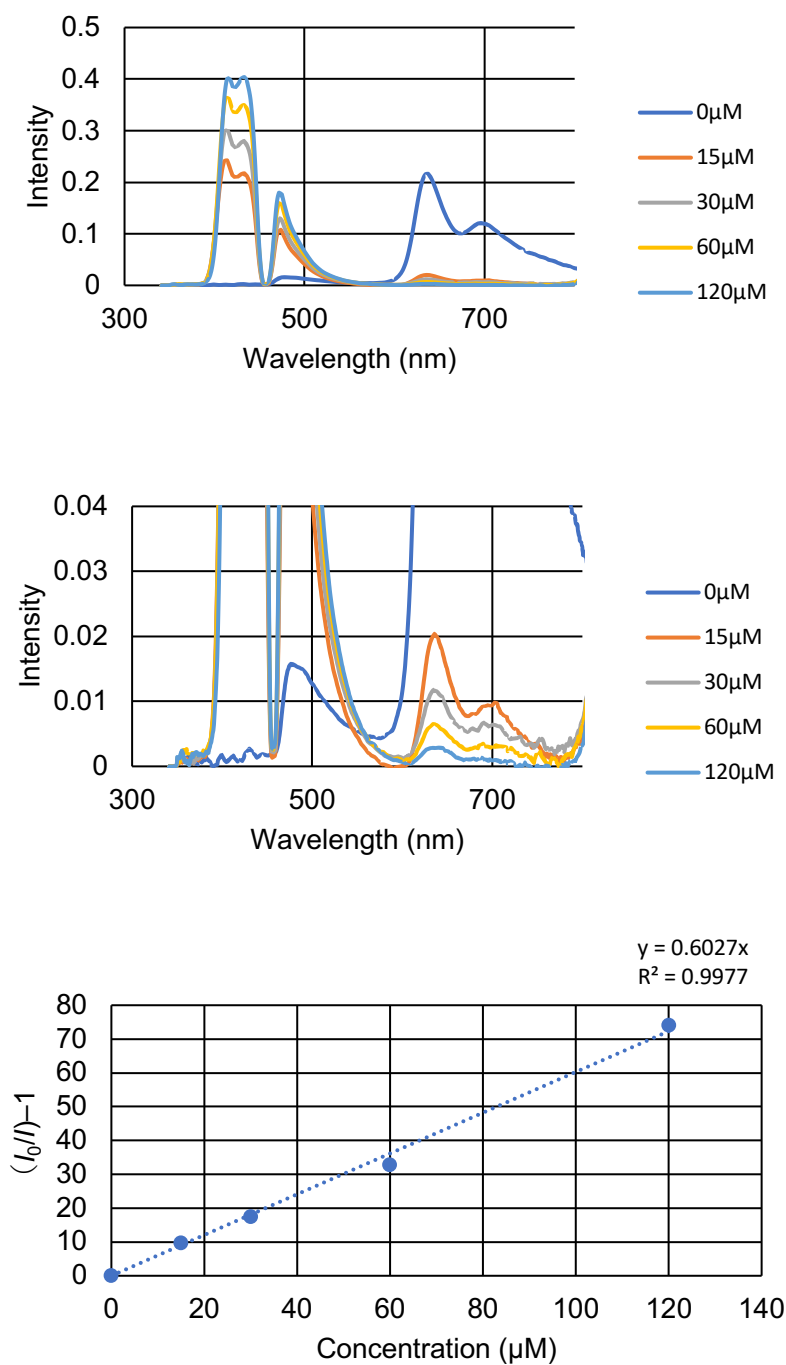 0.5
0.4
0.3
0.2
0.1
0
Intensity
300
500
700
Wavelength (nm)
0μM
15μM
30μM
60μM
120μM
0.04
0.03
0.02
0.01
0
Intensity
300
500
700
Wavelength (nm)
0μM
15μM
30μM
60μM
120μM
y = 0.6027x
R² = 0.9977
80
70
60
50
40
30
20
10
0
(I₀/I)–1
0
20
40
60
80
100
120
140
Concentration (μM)